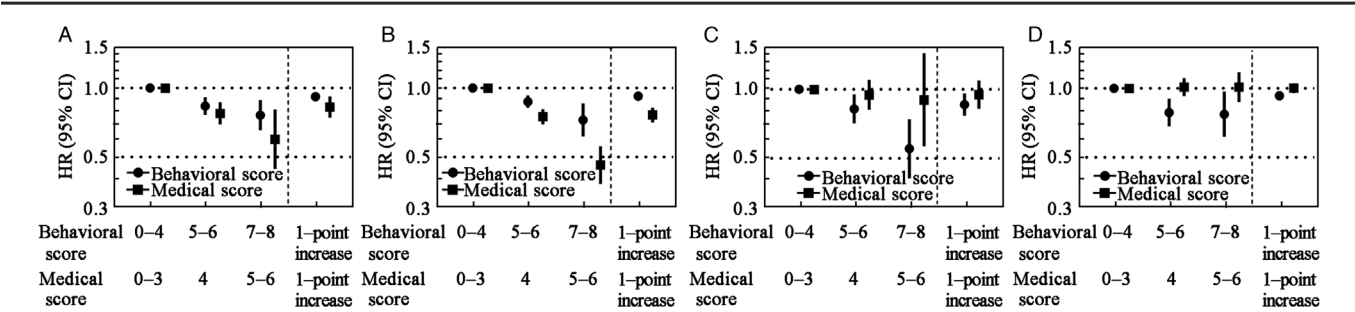 A
1.5
1.0
0.5
0.3
HR (95% CI)
Behavioral score
Medical score
B
1.5
1.0
0.5
0.3
HR (95% CI)
Behavioral score
Medical score
C
1.5
1.0
0.5
0.3
HR (95% CI)
Behavioral score
Medical score
D
1.5
1.0
0.5
0.3
HR (95% CI)
Behavioral score
Medical score
Behavioral 0–4 5–6 7–8 1–point
score increase
Medical 0–3 4 5–6 1–point
score increase
Behavioral 0–4 5–6 7–8 1–point
score increase
Medical 0–3 4 5–6 1–point
score increase
Behavioral 0–4 5–6 7–8 1–point
score increase
Medical 0–3 4 5–6 1–point
score increase
Behavioral 0–4 5–6 7–8 1–point
score increase
Medical 0–3 4 5–6 1–point
score increase